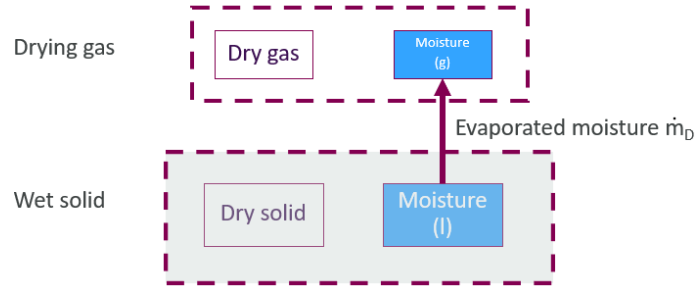 Drying gas
Dry gas
Moisture
(g)
Evaporated moisture ṁD
Wet solid
Dry solid
Moisture
(l)